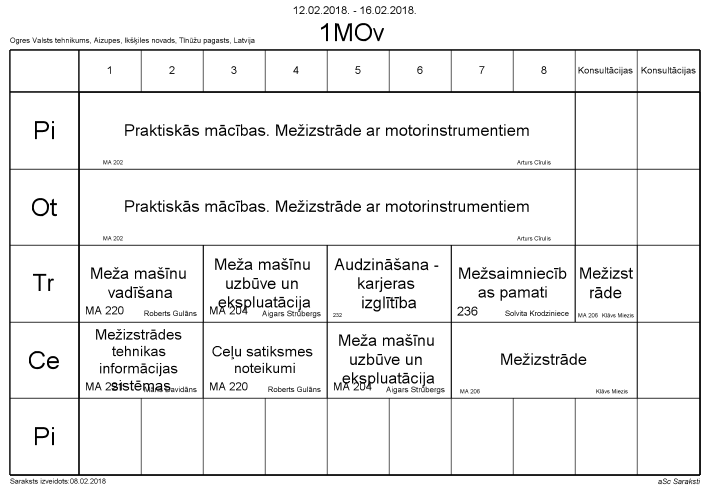 12.02.2018. - 16.02.2018.
1MOv
Ogres Valsts tehnikums, Aizupes, Ikšķiles novads, Tīnūžu pagasts, Latvija
1 2 3 4 5 6 7 8 Konsultācijas Konsultācijas
Pi
Praktiskās mācības. Mežizstrāde ar motorinstrumentiem
MA 202 Arturs Cīrulis
Ot
Praktiskās mācības. Mežizstrāde ar motorinstrumentiem
MA 202 Arturs Cīrulis
Tr
Meža mašīnu
vadīšana
MA 220 Roberts Gulāns
Meža mašīnu
uzbūve un
ekspluatācija
MA 204 Aigars Strūbergs
Audzināšana -
karjeras
izglītība
232
Mežsaimniecīb
as pamati
236 Solvita Krodziniece
Mežizst
rāde
MA 206 Klāvs Miezis
Ce
Mežizstrādes
tehnikas
informācijas
sistēmas
MA Davidāns
Ceļu satiksmes
noteikumi
MA 220 Roberts Gulāns
Meža mašīnu
uzbūve un
ekspluatācija
MA 204 Aigars Strūbergs
Mežizstrāde
MA 206 Klāvs Miezis
Pi
Saraksts izveidots:08.02.2018 aSc Saraksti